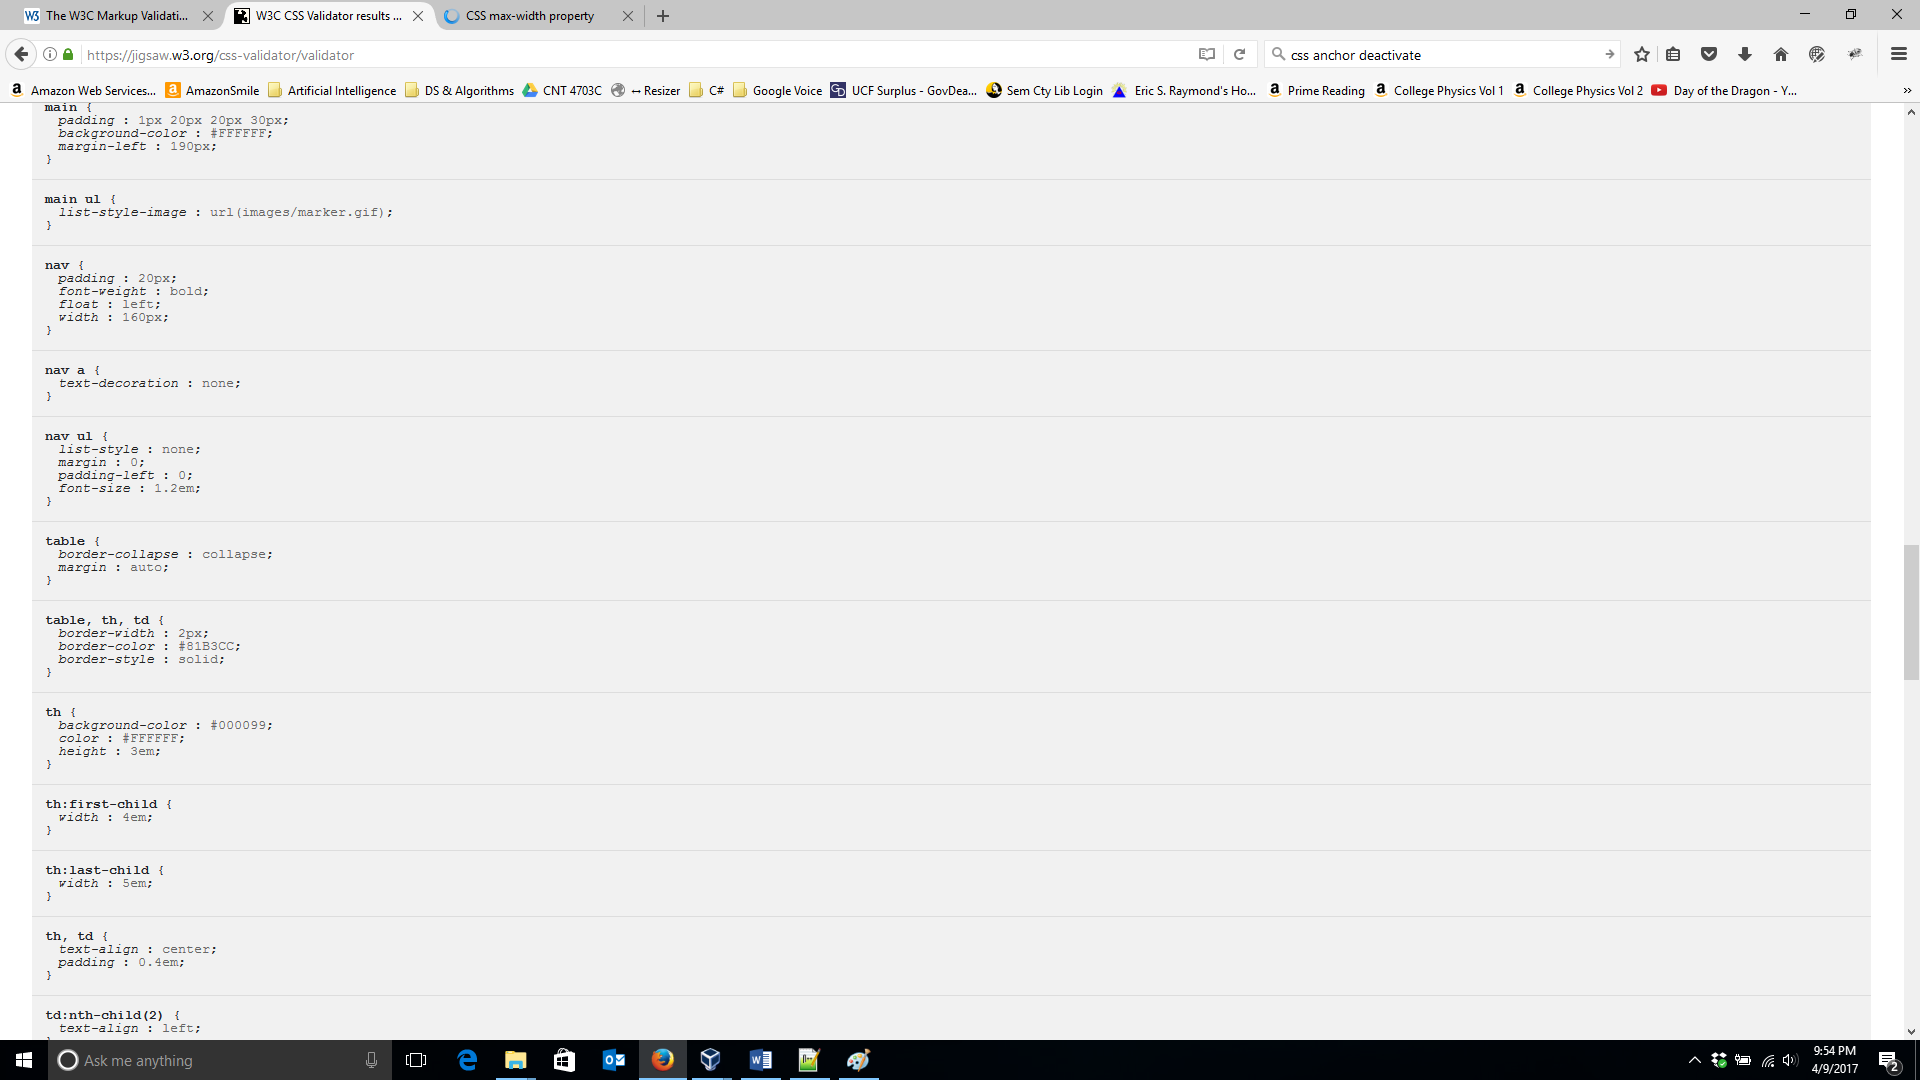 The W3C Markup Validati...
W3C CSS Validator results ...
CSS max-width property
https://jigsaw.w3.org/css-validator/validator
css anchor deactivate
Amazon Web Services...
AmazonSmile
Artificial Intelligence
DS & Algorithms
CNT 4703C
↔ Resizer
C#
Google Voice
UCF Surplus - GovDea...
Sem Cty Lib Login
Eric S. Raymond's Ho...
Prime Reading
College Physics Vol 1
College Physics Vol 2
Day of the Dragon - Y...
main {
padding : 1px 20px 20px 30px;
background-color : #FFFFFF;
margin-left : 190px;
}
main ul {
list-style-image : url(images/marker.gif);
}
nav {
padding : 20px;
font-weight : bold;
float : left;
width : 160px;
}
nav a {
text-decoration : none;
}
nav ul {
list-style : none;
margin : 0;
padding-left : 0;
font-size : 1.2em;
}
table {
border-collapse : collapse;
margin : auto;
}
table, th, td {
border-width : 2px;
border-color : #81B3CC;
border-style : solid;
}
th {
background-color : #000099;
color : #FFFFFF;
height : 3em;
}
th:first-child {
width : 4em;
}
th:last-child {
width : 5em;
}
th, td {
text-align : center;
padding : 0.4em;
}
td:nth-child(2) {
text-align : left;
Ask me anything
9:54 PM
4/9/2017
2